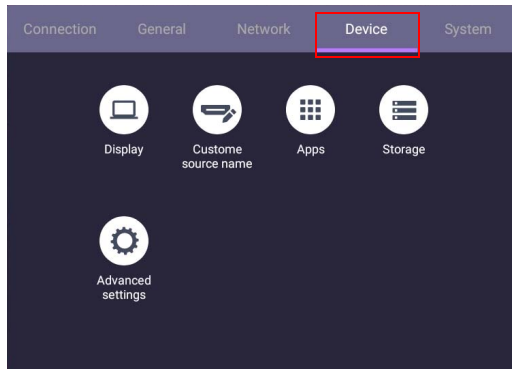 Connection General Network Device System
Display Custome Apps Storage
source name
Advanced
settings